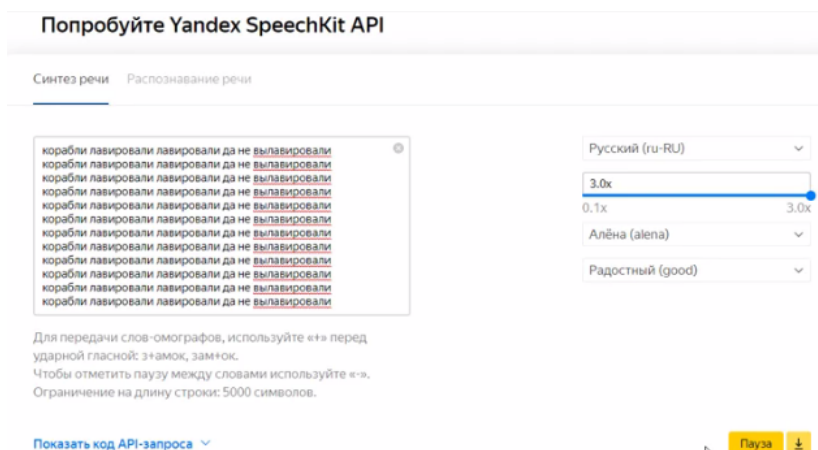 Попробуйте Yandex SpeechKit API
Синтез речи Распознавание речи
корабли лавировали лавировали да не вылавировали
корабли лавировали лавировали да не вылавировали
корабли лавировали лавировали да не вылавировали
корабли лавировали лавировали да не вылавировали
корабли лавировали лавировали да не вылавировали
корабли лавировали лавировали да не вылавировали
корабли лавировали лавировали да не вылавировали
корабли лавировали лавировали да не вылавировали
корабли лавировали лавировали да не вылавировали
корабли лавировали лавировали да не вылавировали
корабли лавировали лавировали да не вылавировали
корабли лавировали лавировали да не вылавировали
Русский (ru-RU)
3.0x
0.1x 3.0x
Алёна (alena)
Радостный (good)
Для передачи слов-омографов, используйте «+» перед
ударной гласной: з+амок, зам+ок.
Чтобы отметить паузу между словами используйте «-».
Ограничение на длину строки: 5000 символов.
Показать код API-запроса
Пауза